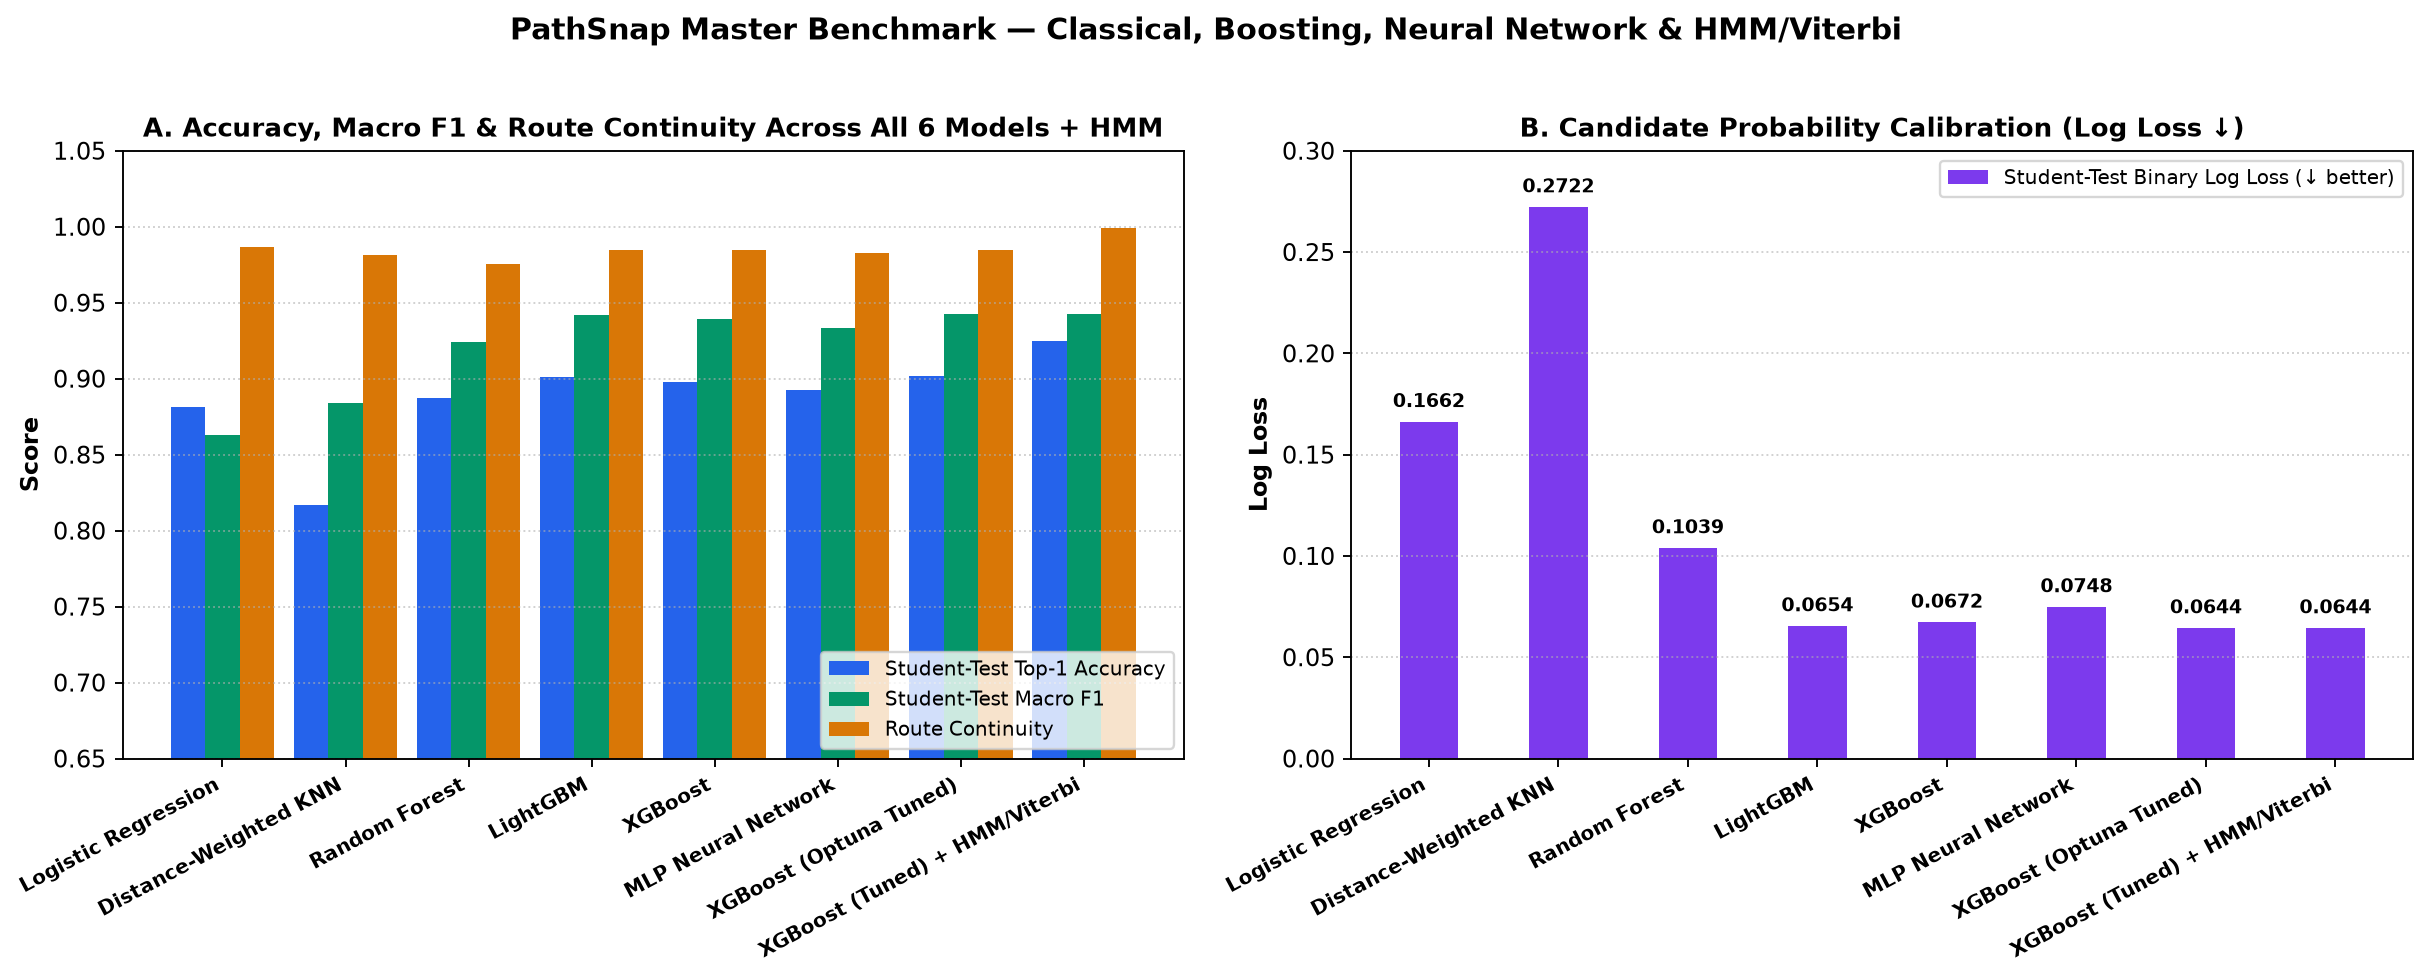 PathSnap Master Benchmark — Classical, Boosting, Neural Network & HMM/Viterbi
A. Accuracy, Macro F1 & Route Continuity Across All 6 Models + HMM
1.05
1.00
0.95
0.90
0.85
0.80
0.75
0.70
0.65
Score
Student-Test Top-1 Accuracy
Student-Test Macro F1
Route Continuity
Logistic Regression
Distance-Weighted KNN
Random Forest
LightGBM
XGBoost
MLP Neural Network
XGBoost (Optuna Tuned)
XGBoost (Tuned) + HMM/Viterbi
B. Candidate Probability Calibration (Log Loss ↓)
0.30
0.25
0.20
0.15
0.10
0.05
0.00
Log Loss
Student-Test Binary Log Loss (↓ better)
0.1662
0.2722
0.1039
0.0654
0.0672
0.0748
0.0644
0.0644
Logistic Regression
Distance-Weighted KNN
Random Forest
LightGBM
XGBoost
MLP Neural Network
XGBoost (Optuna Tuned)
XGBoost (Tuned) + HMM/Viterbi